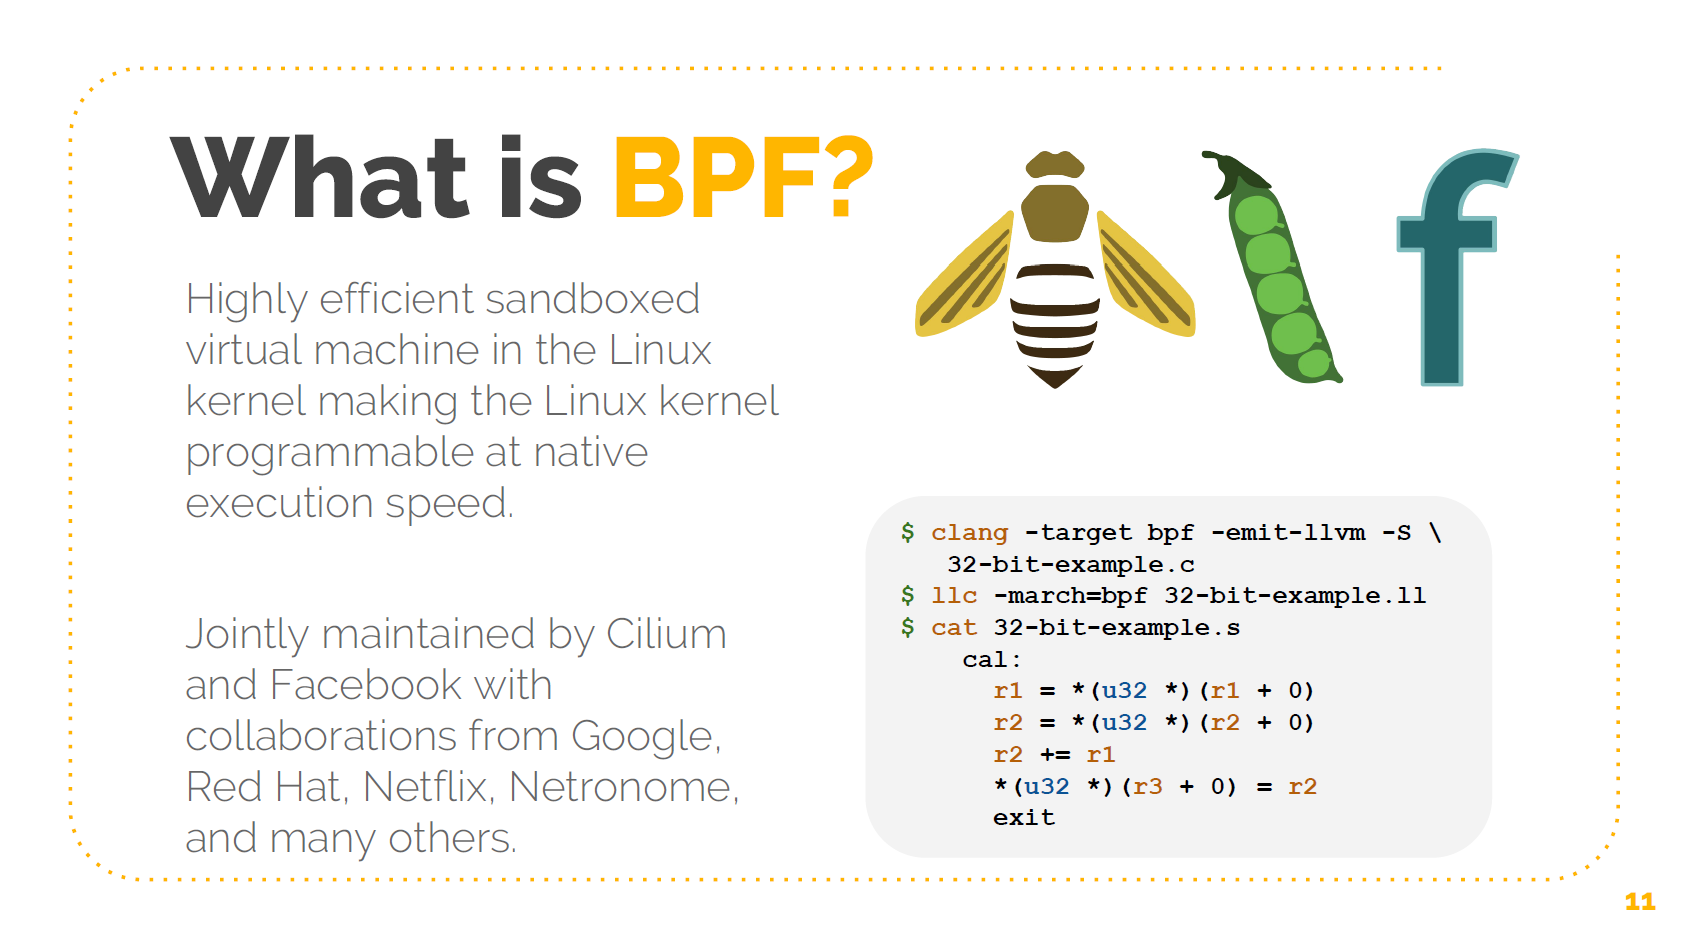 What is BPF?
f
Highly efficient sandboxed
virtual machine in the Linux
kernel making the Linux kernel
programmable at native
execution speed.
Jointly maintained by Cilium
and Facebook with
collaborations from Google,
Red Hat, Netflix, Netronome,
and many others.
$ clang -target bpf -emit-llvm -S \
32-bit-example.c
$ llc -march=bpf 32-bit-example.ll
$ cat 32-bit-example.s
cal:
r1 = *(u32 *)(r1 + 0)
r2 = *(u32 *)(r2 + 0)
r2 += r1
*(u32 *)(r3 + 0) = r2
exit
11